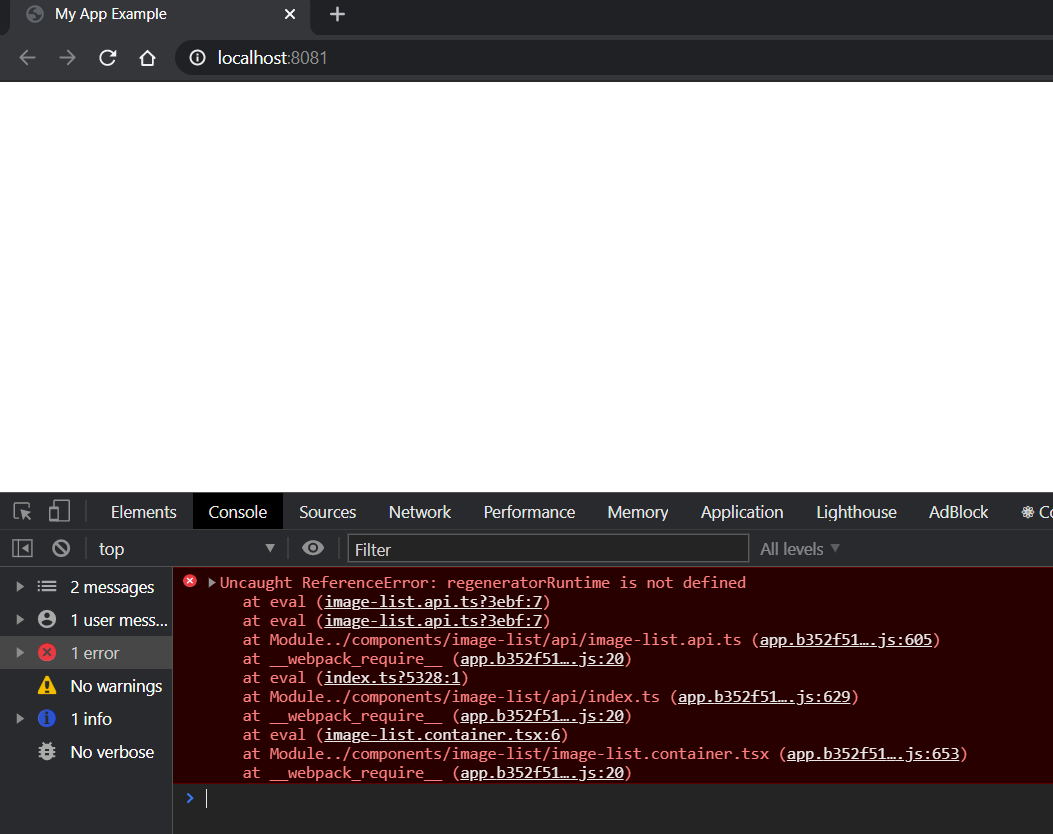 My App Example
localhost:8081
Elements Console Sources Network Performance Memory Application Lighthouse AdBlock Co
top Filter All levels
2 messages
1 user mess...
1 error
No warnings
1 info
No verbose
Uncaught ReferenceError: regeneratorRuntime is not defined
at eval (image-list.api.ts?3ebf:7)
at eval (image-list.api.ts?3ebf:7)
at Module../components/image-list/api/image-list.api.ts (app.b352f51….js:605)
at __webpack_require__ (app.b352f51….js:20)
at eval (index.ts?5328:1)
at Module../components/image-list/api/index.ts (app.b352f51….js:629)
at __webpack_require__ (app.b352f51….js:20)
at eval (image-list.container.tsx:6)
at Module../components/image-list/image-list.container.tsx (app.b352f51….js:653)
at __webpack_require__ (app.b352f51….js:20)